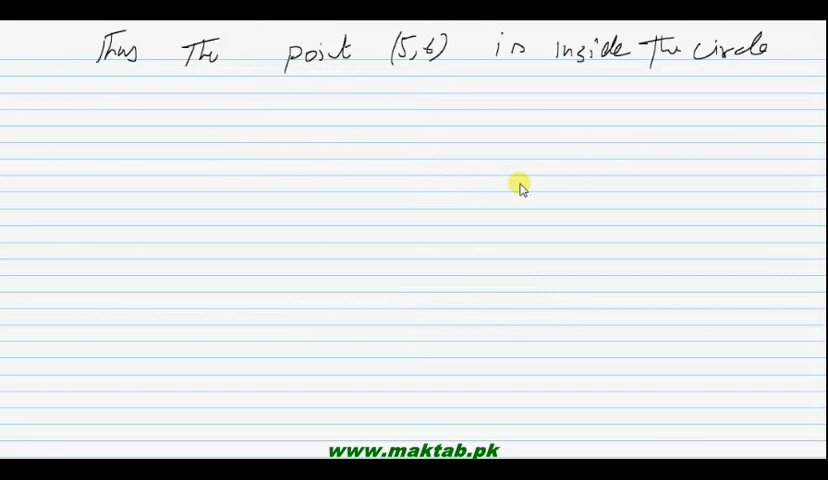 Thus The point (5,6) is inside the circle
www.maktab.pk